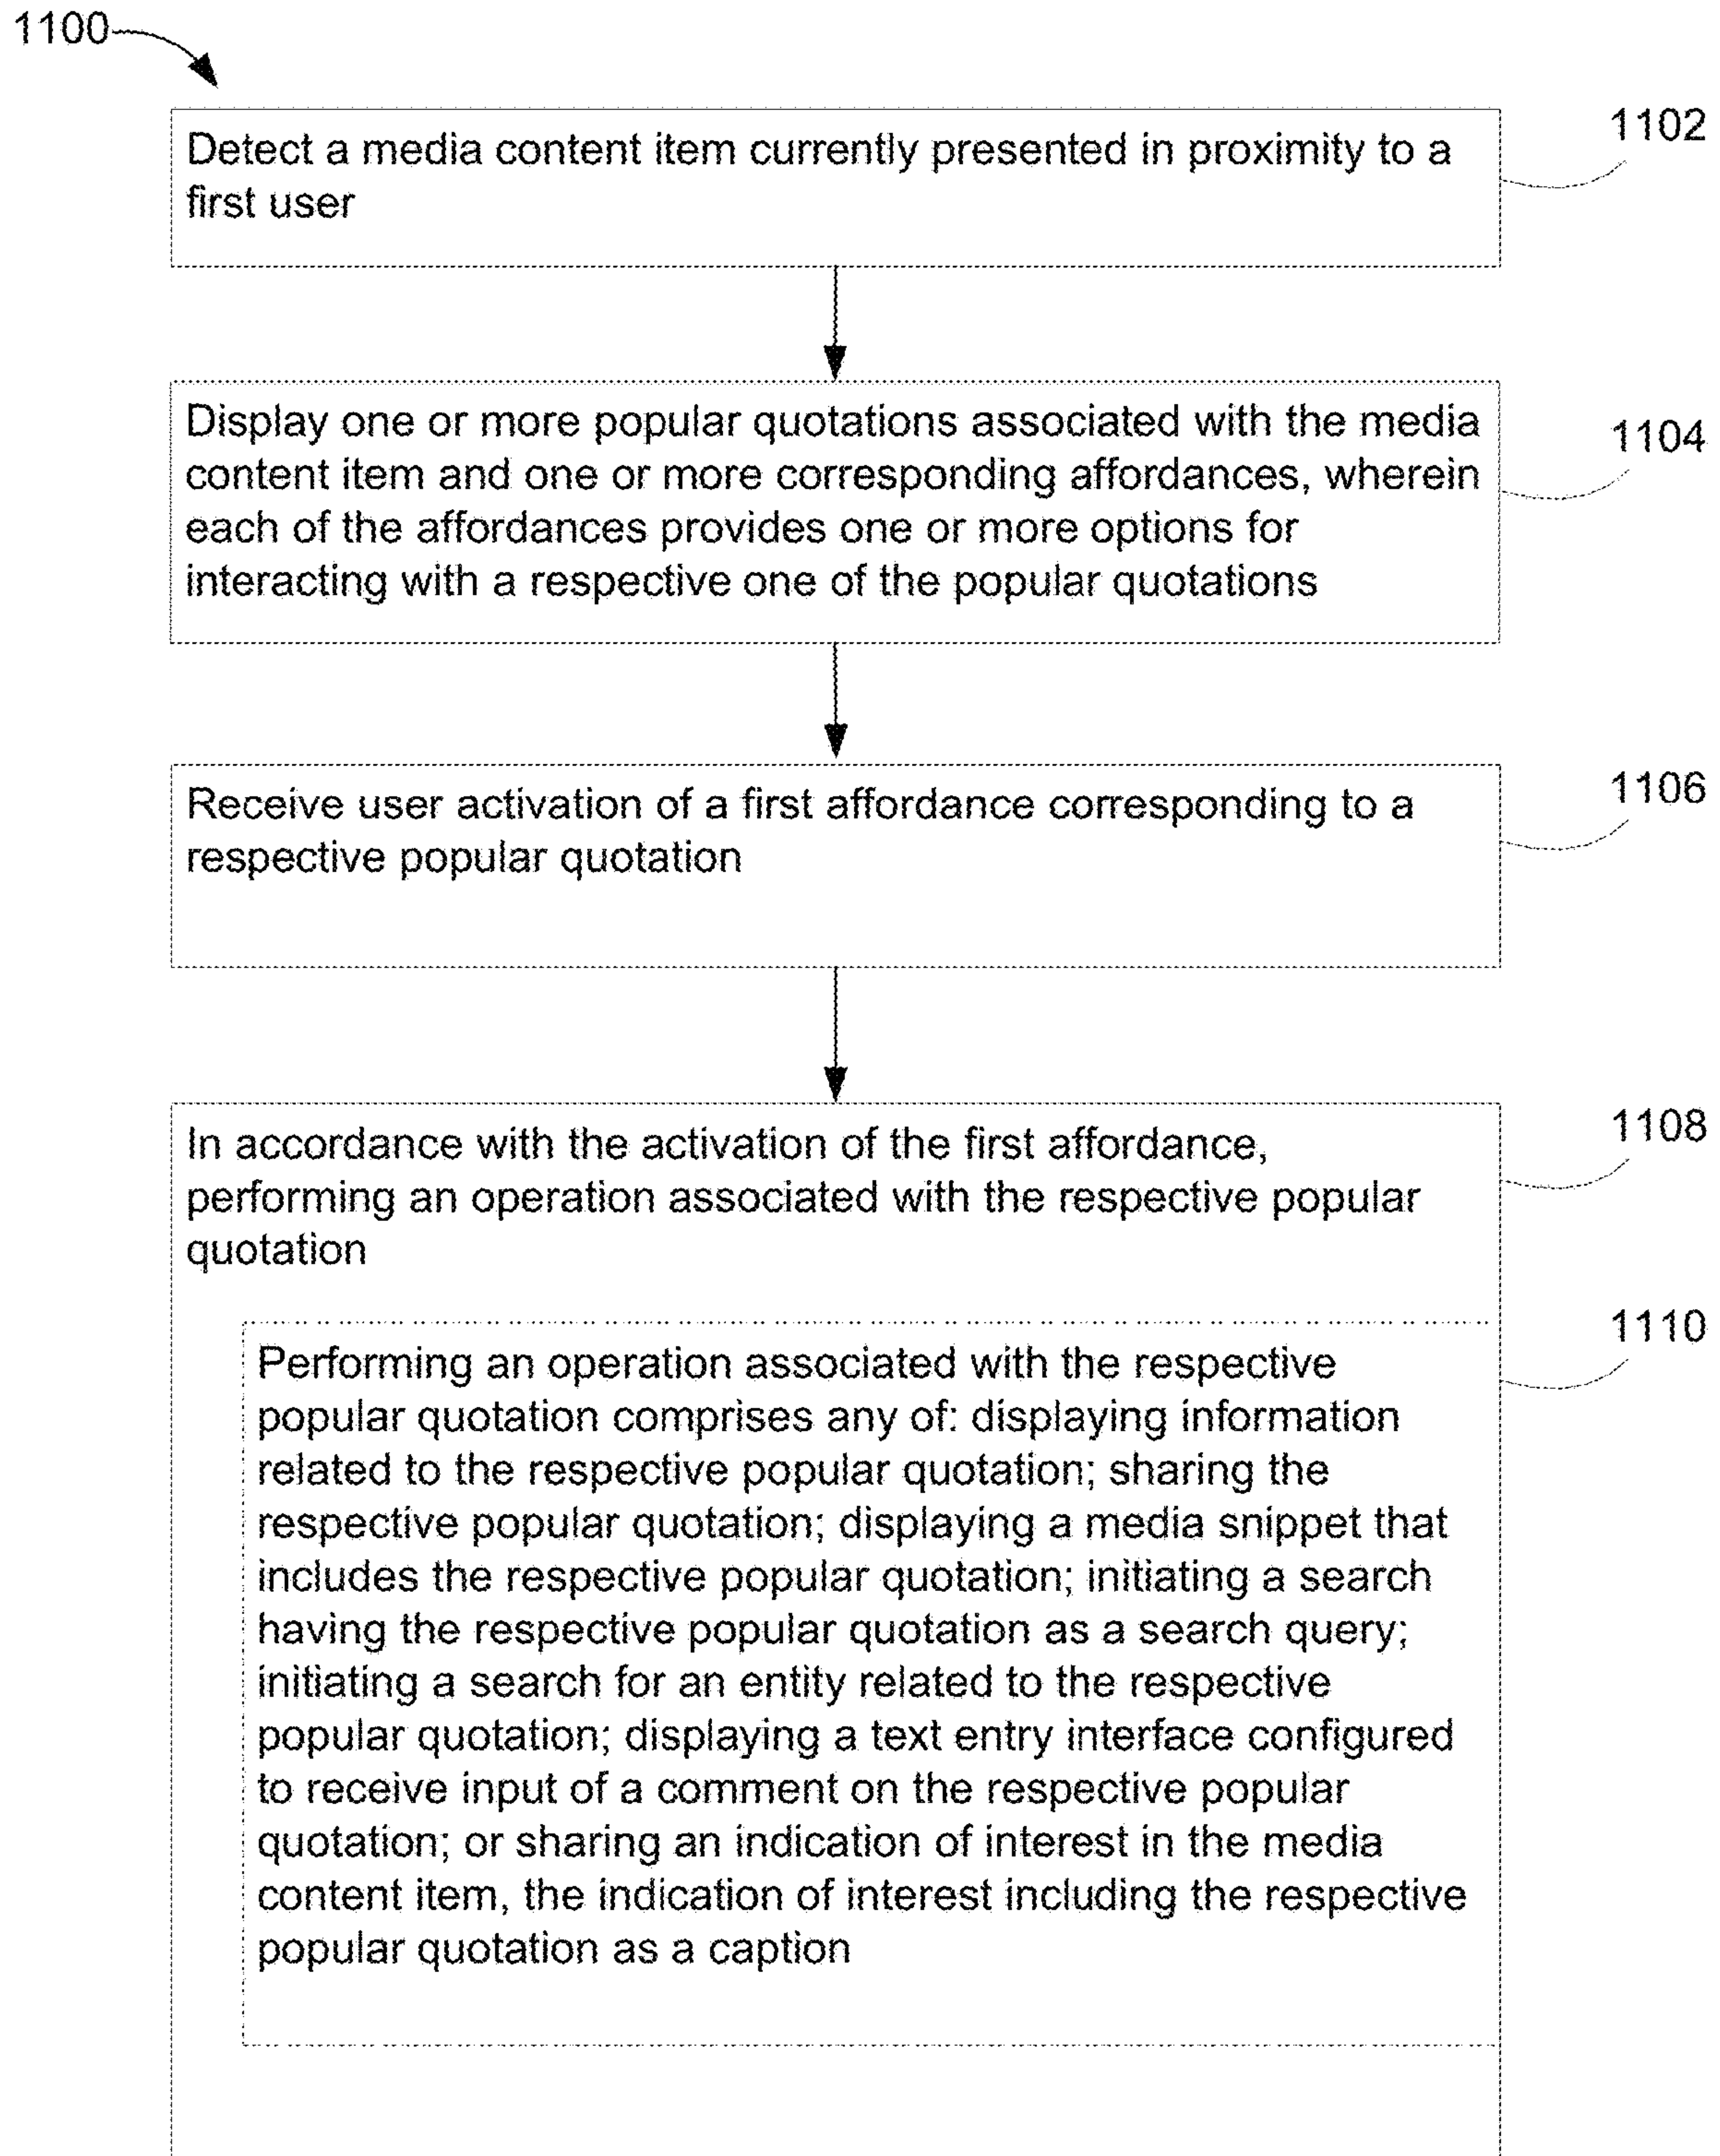 1100
Detect a media content item currently presented in proximity to a
first user
1102
Display one or more popular quotations associated with the media
content item and one or more corresponding affordances, wherein
each of the affordances provides one or more options for
interacting with a respective one of the popular quotations
1104
Receive user activation of a first affordance corresponding to a
respective popular quotation
1106
In accordance with the activation of the first affordance,
performing an operation associated with the respective popular
quotation
1108
Performing an operation associated with the respective
popular quotation comprises any of: displaying information
related to the respective popular quotation; sharing the
respective popular quotation; displaying a media snippet that
includes the respective popular quotation; initiating a search
having the respective popular quotation as a search query;
initiating a search for an entity related to the respective
popular quotation; displaying a text entry interface configured
to receive input of a comment on the respective popular
quotation; or sharing an indication of interest in the media
content item, the indication of interest including the respective
popular quotation as a caption
1110